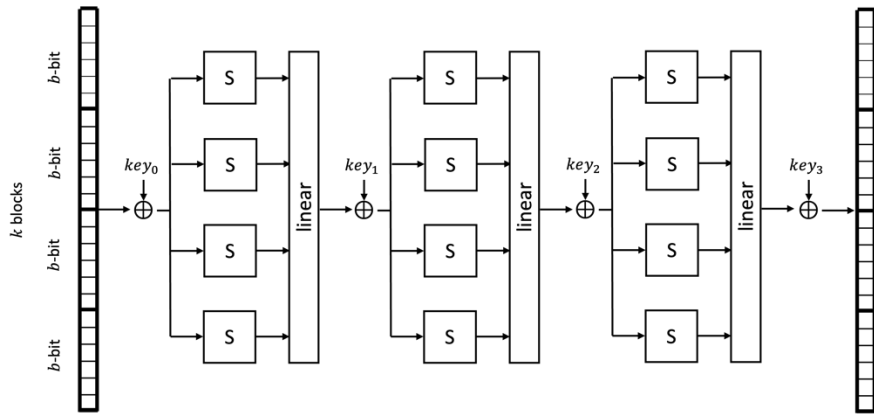 k blocks
b-bit
b-bit
b-bit
b-bit
key₀
S
S
S
S
linear
key₁
S
S
S
S
linear
key₂
S
S
S
S
linear
key₃